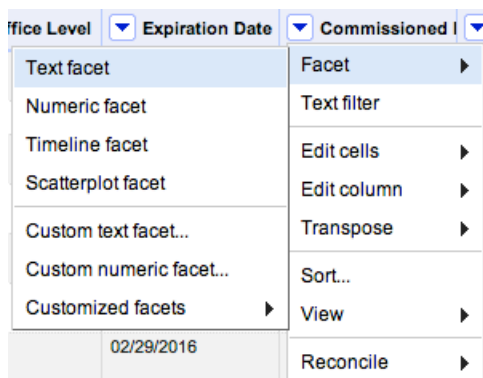 ffice Level Expiration Date Commissioned
Text facet
Numeric facet
Timeline facet
Scatterplot facet
Custom text facet...
Custom numeric facet...
Customized facets
02/29/2016
Facet
Text filter
Edit cells
Edit column
Transpose
Sort...
View
Reconcile